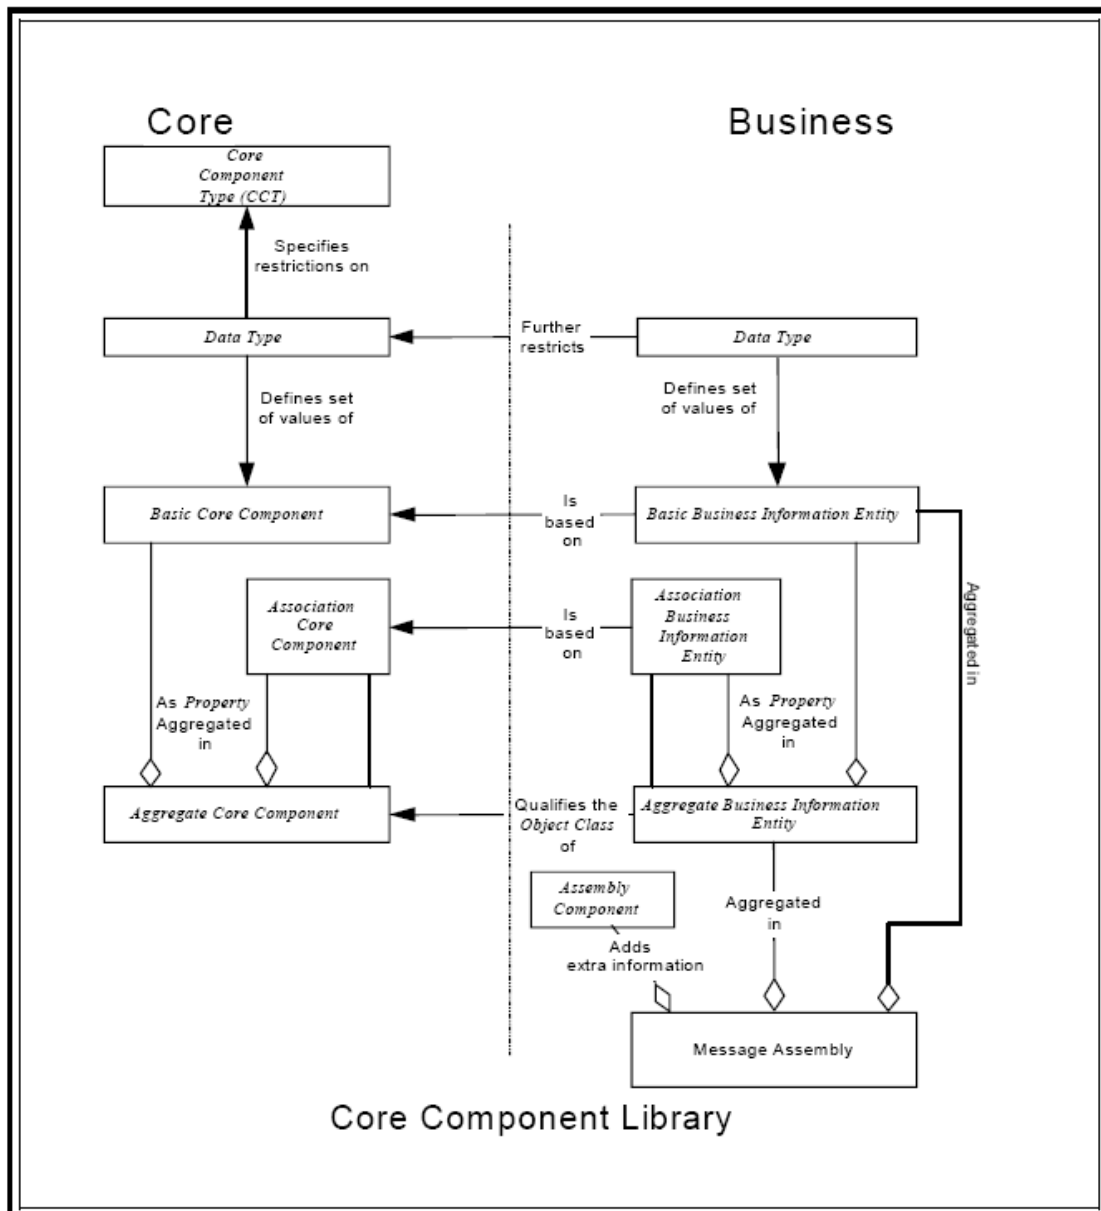 Core
Business
Core
Component
Type (CCT)
Specifies
restrictions on
Data Type
Further
restricts
Data Type
Defines set
of values of
Defines set
of values of
Basic Core Component
Is
based
on
Basic Business Information Entity
Association
Core
Component
Is
based
on
Association
Business
Information
Entity
Aggregated in
As Property
Aggregated
in
As Property
Aggregated
in
Aggregate Core Component
Qualifies the
Object Class
of
Aggregate Business Information
Entity
Assembly
Component
Aggregated
in
Adds
extra information
Message Assembly
Core Component Library